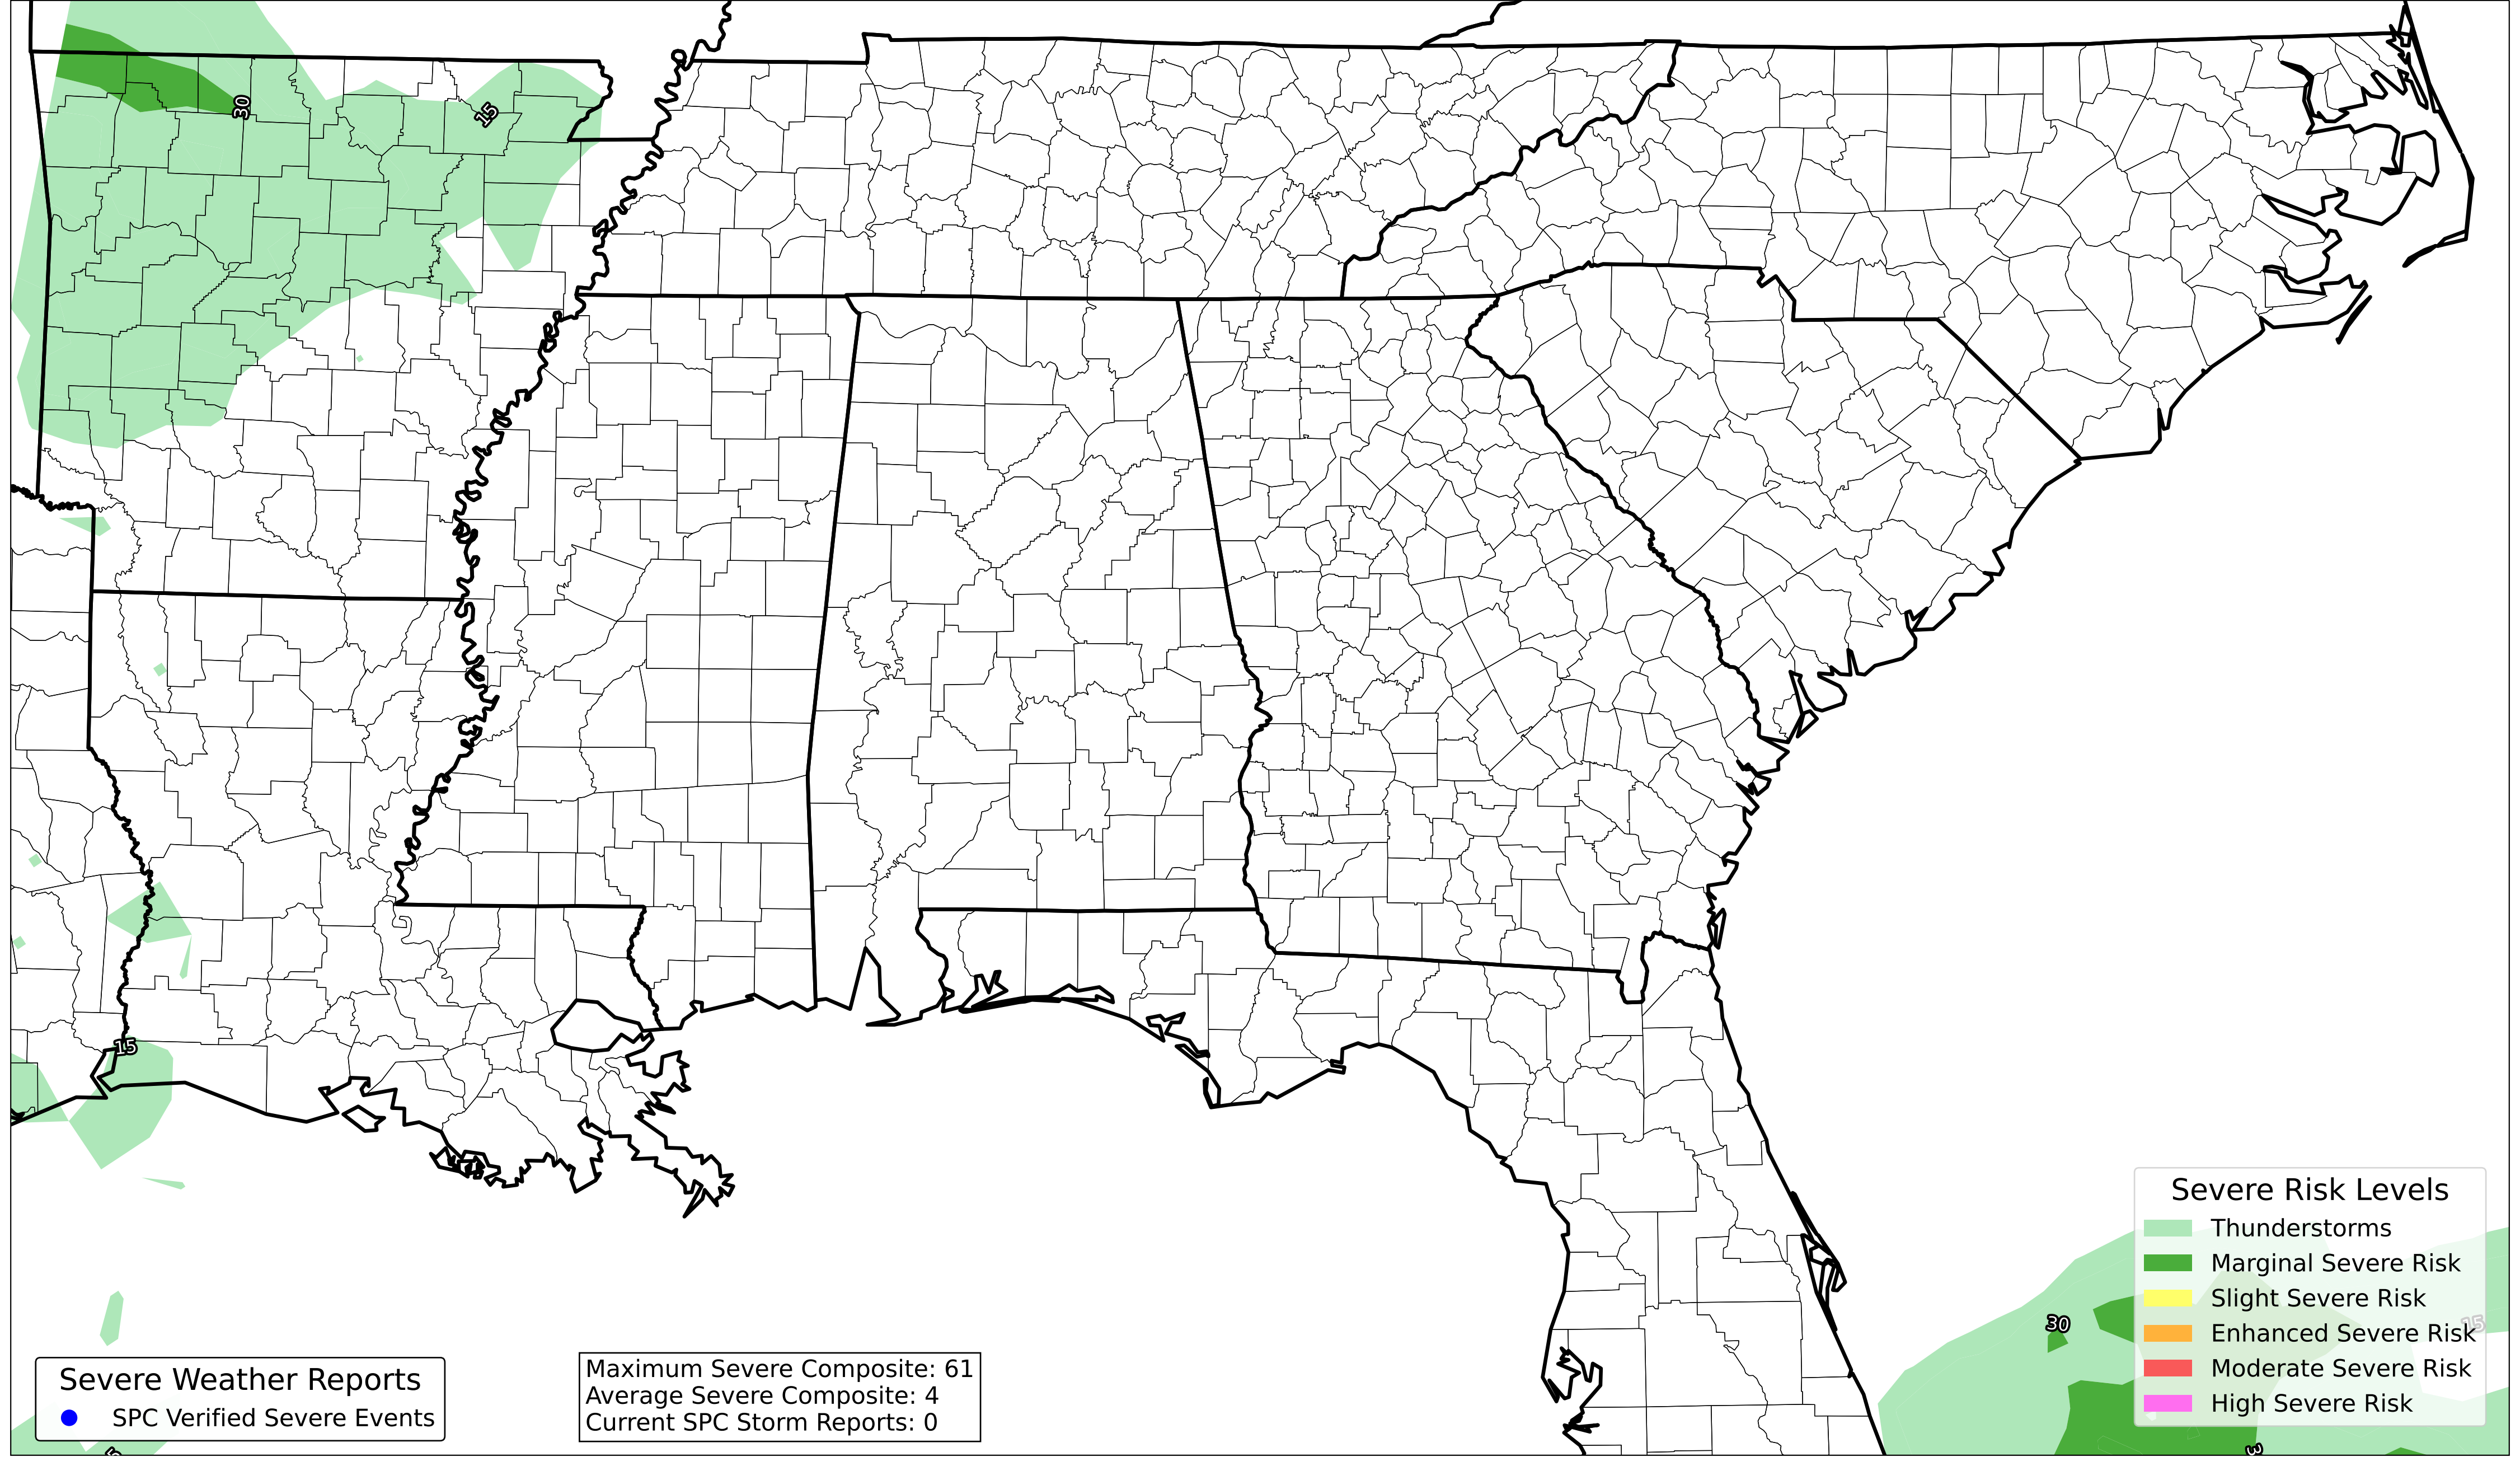 30
15
15
30
15
Severe Weather Reports
SPC Verified Severe Events
Maximum Severe Composite: 61
Average Severe Composite: 4
Current SPC Storm Reports: 0
Severe Risk Levels
Thunderstorms
Marginal Severe Risk
Slight Severe Risk
Enhanced Severe Risk
Moderate Severe Risk
High Severe Risk